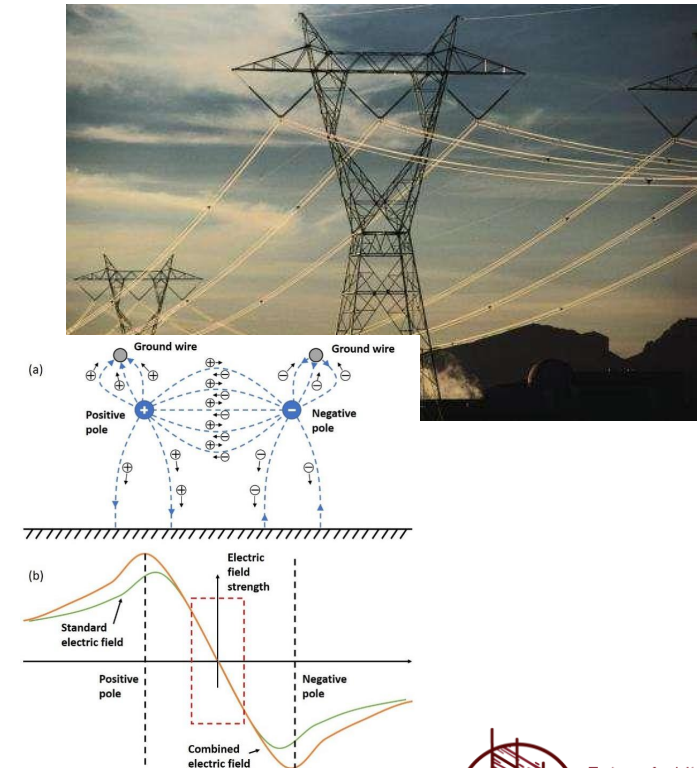 (a)
Ground wire
Ground wire
Positive
pole
Negative
pole
(b)
Electric
field
strength
Standard
electric field
Positive
pole
Negative
pole
Combined
electric field